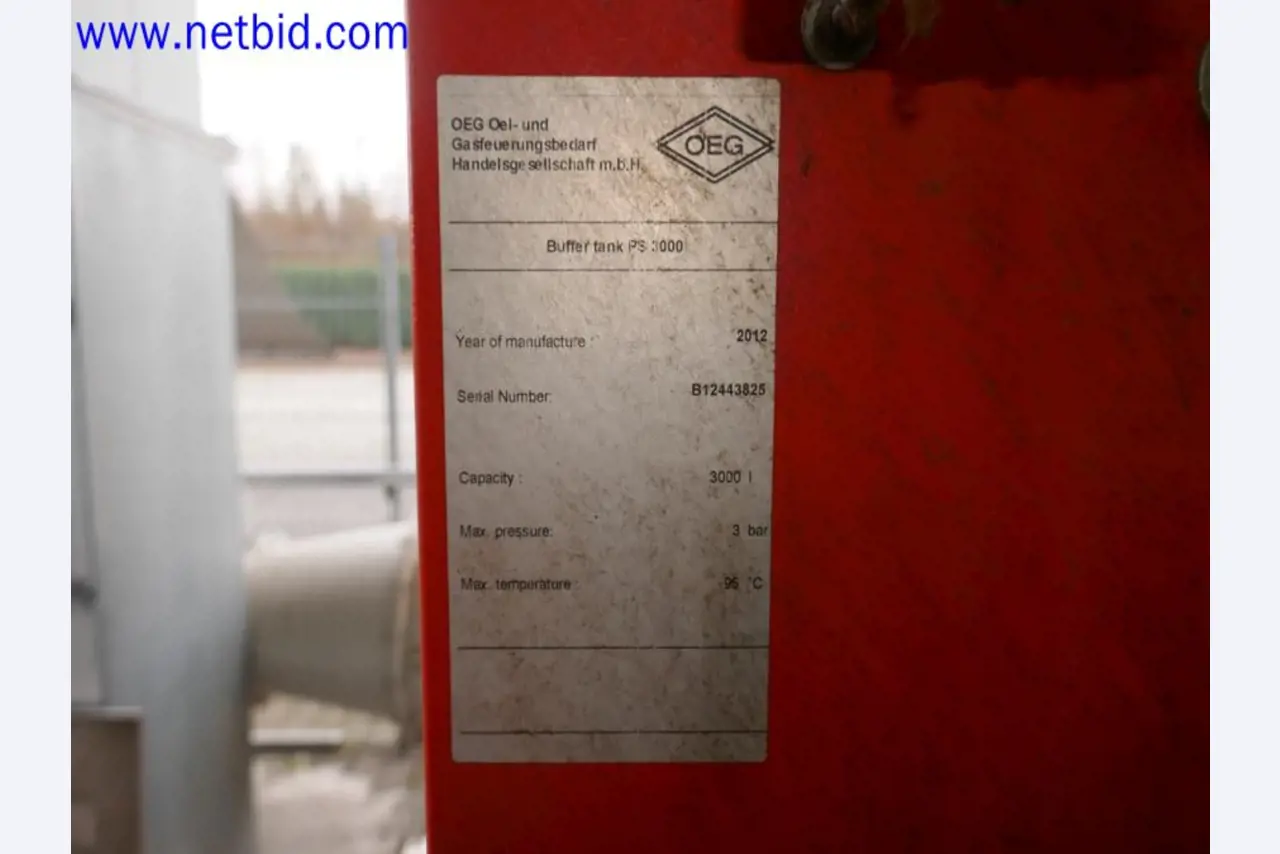 www.netbid.com
OEG Oel- und
Gasfeuerungsbedarf
Handelsgesellschaft m.b.H.
OEG
Buffer tank PS 3000
Year of manufacture : 2012
Serial Number: B12443825
Capacity : 3000 l
Max. pressure: 3 bar
Max. temperature : 95 °C